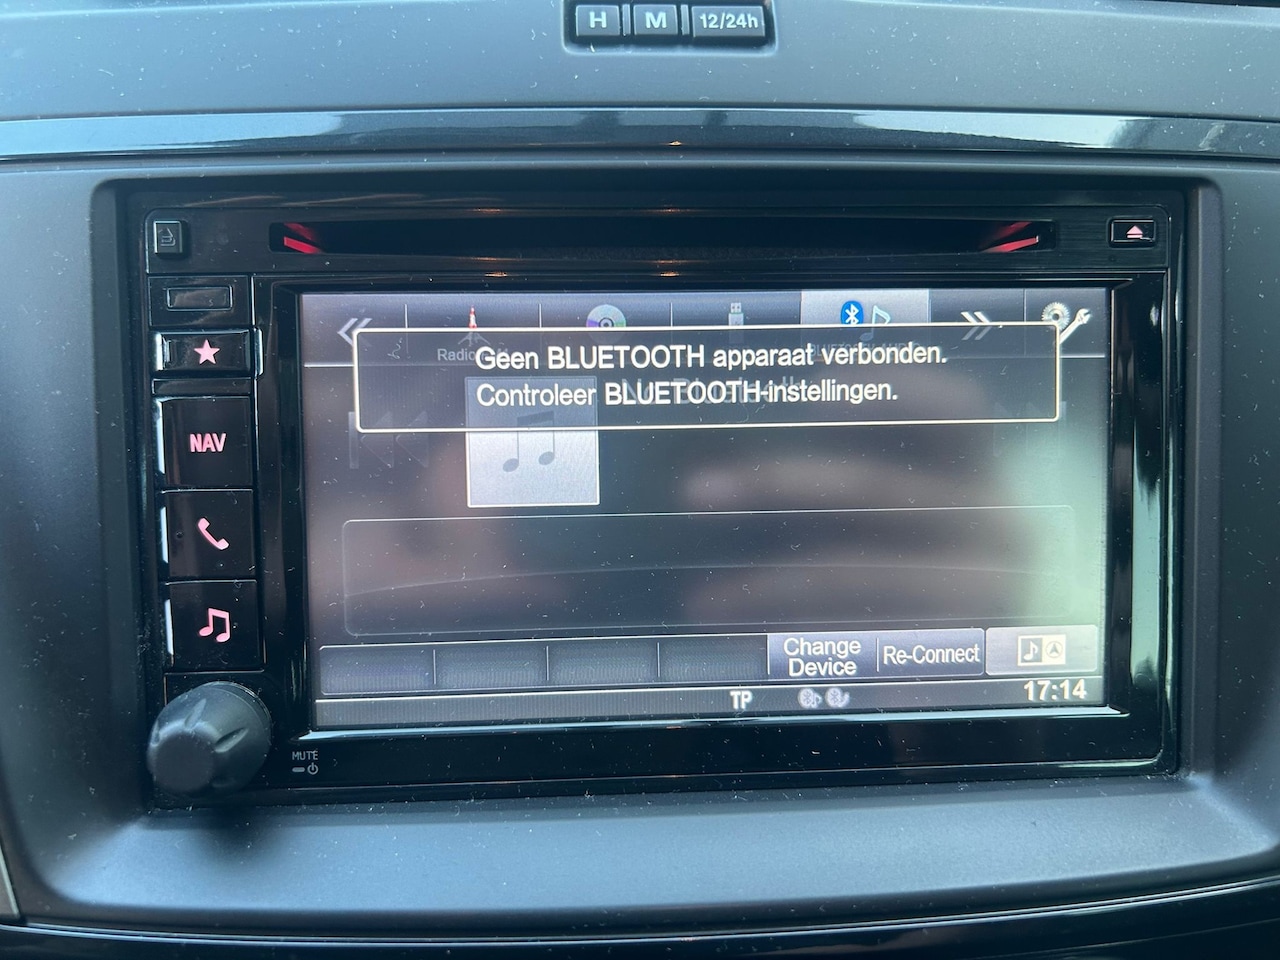 H M 12/24h
Radio
Geen BLUETOOTH apparaat verbonden.
Controleer BLUETOOTH-instellingen.
NAV
Change
Device
Re-Connect
TP
17:14
MUTE